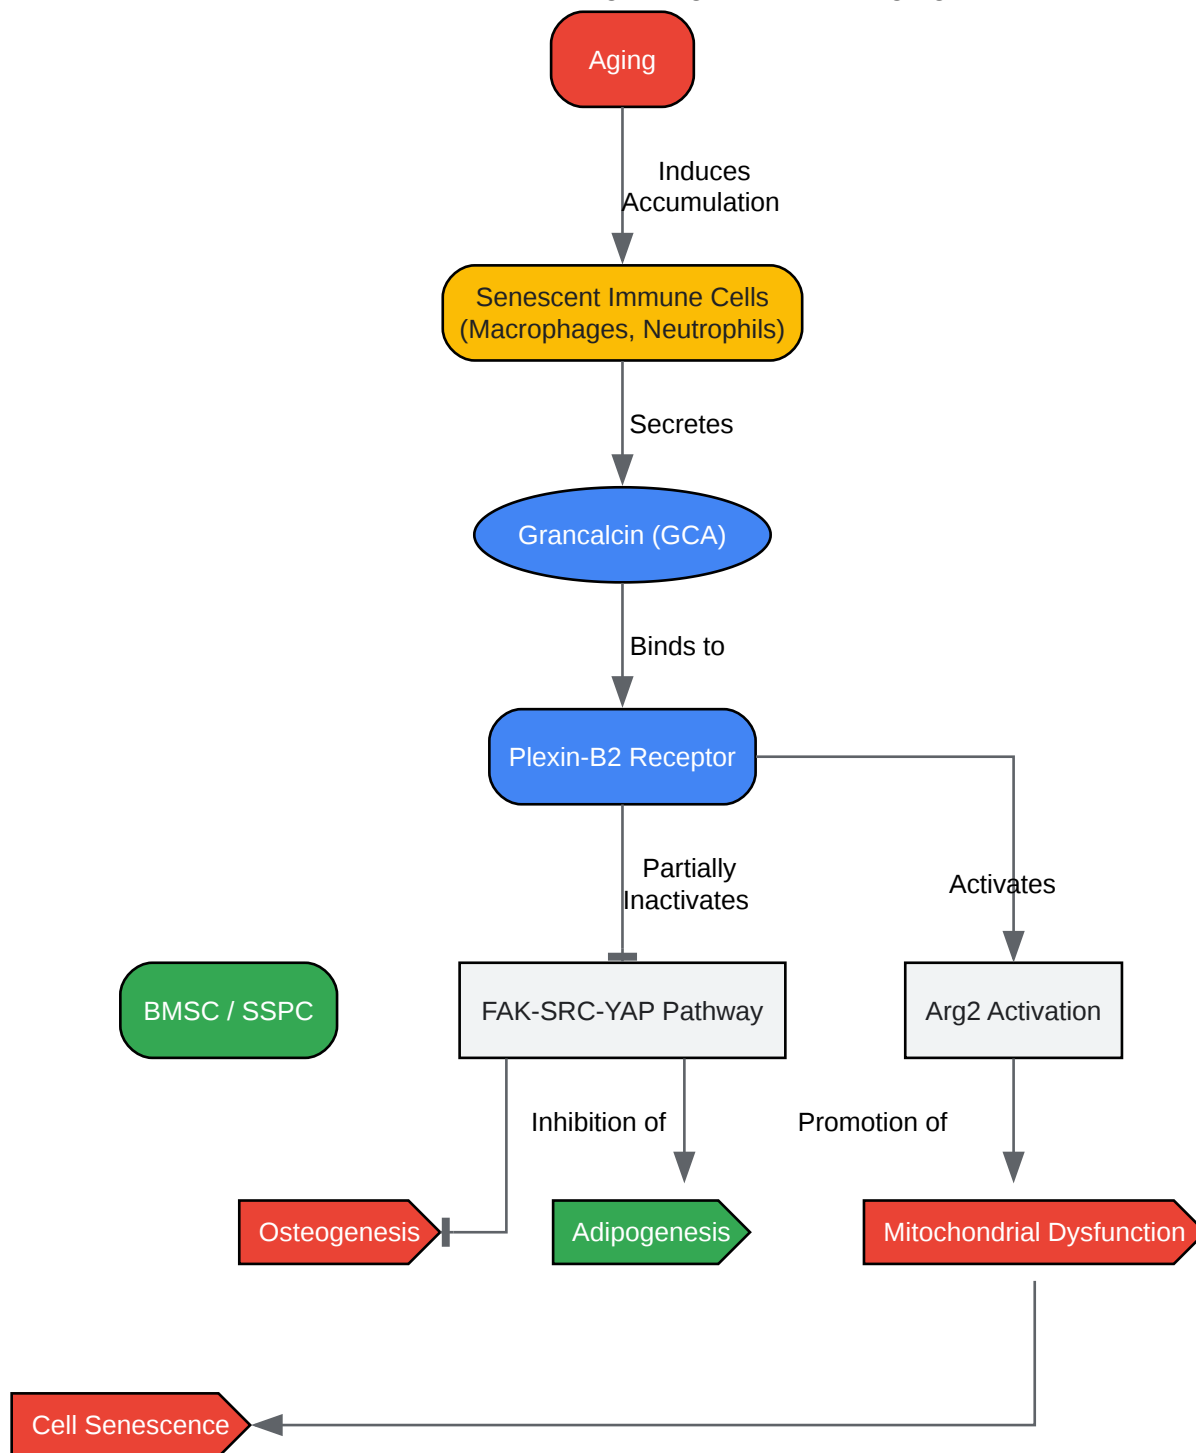 Aging
Induces
Accumulation
Senescent Immune Cells
(Macrophages, Neutrophils)
Secretes
Grancalcin (GCA)
Binds to
Plexin-B2 Receptor
Partially
Inactivates
Activates
BMSC / SSPC
FAK-SRC-YAP Pathway
Arg2 Activation
Inhibition of
Promotion of
Osteogenesis
Adipogenesis
Mitochondrial Dysfunction
Cell Senescence